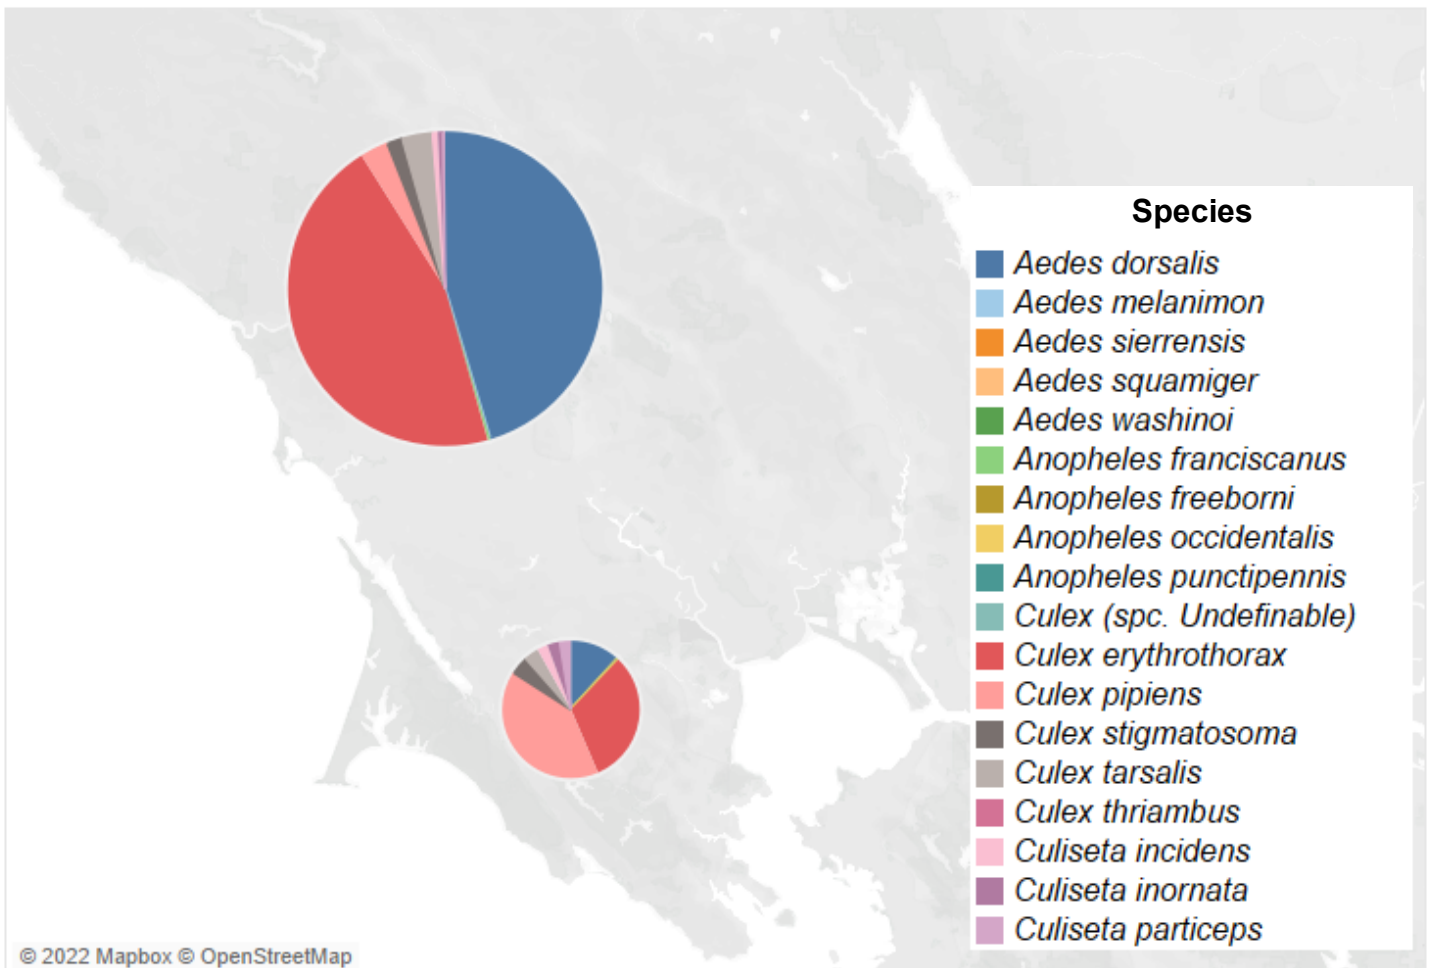 Species
Aedes dorsalis
Aedes melanimon
Aedes sierrensis
Aedes squamiger
Aedes washinoi
Anopheles franciscanus
Anopheles freeborni
Anopheles occidentalis
Anopheles punctipennis
Culex (spc. Undefinable)
Culex erythrothorax
Culex pipiens
Culex stigmatosoma
Culex tarsalis
Culex thriambus
Culiseta incidens
Culiseta inornata
Culiseta particeps
© 2022 Mapbox © OpenStreetMap